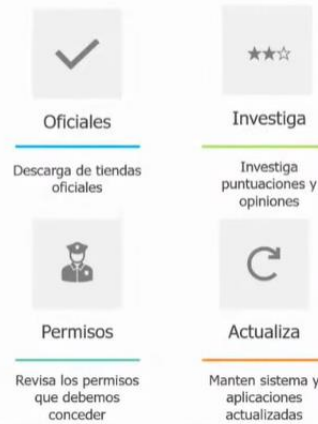 Oficiales
Descarga de tiendas
oficiales
Investiga
Investiga
puntuaciones y
opiniones
Permisos
Revisa los permisos
que debemos
conceder
Actualiza
Manten sistema y
aplicaciones
actualizadas